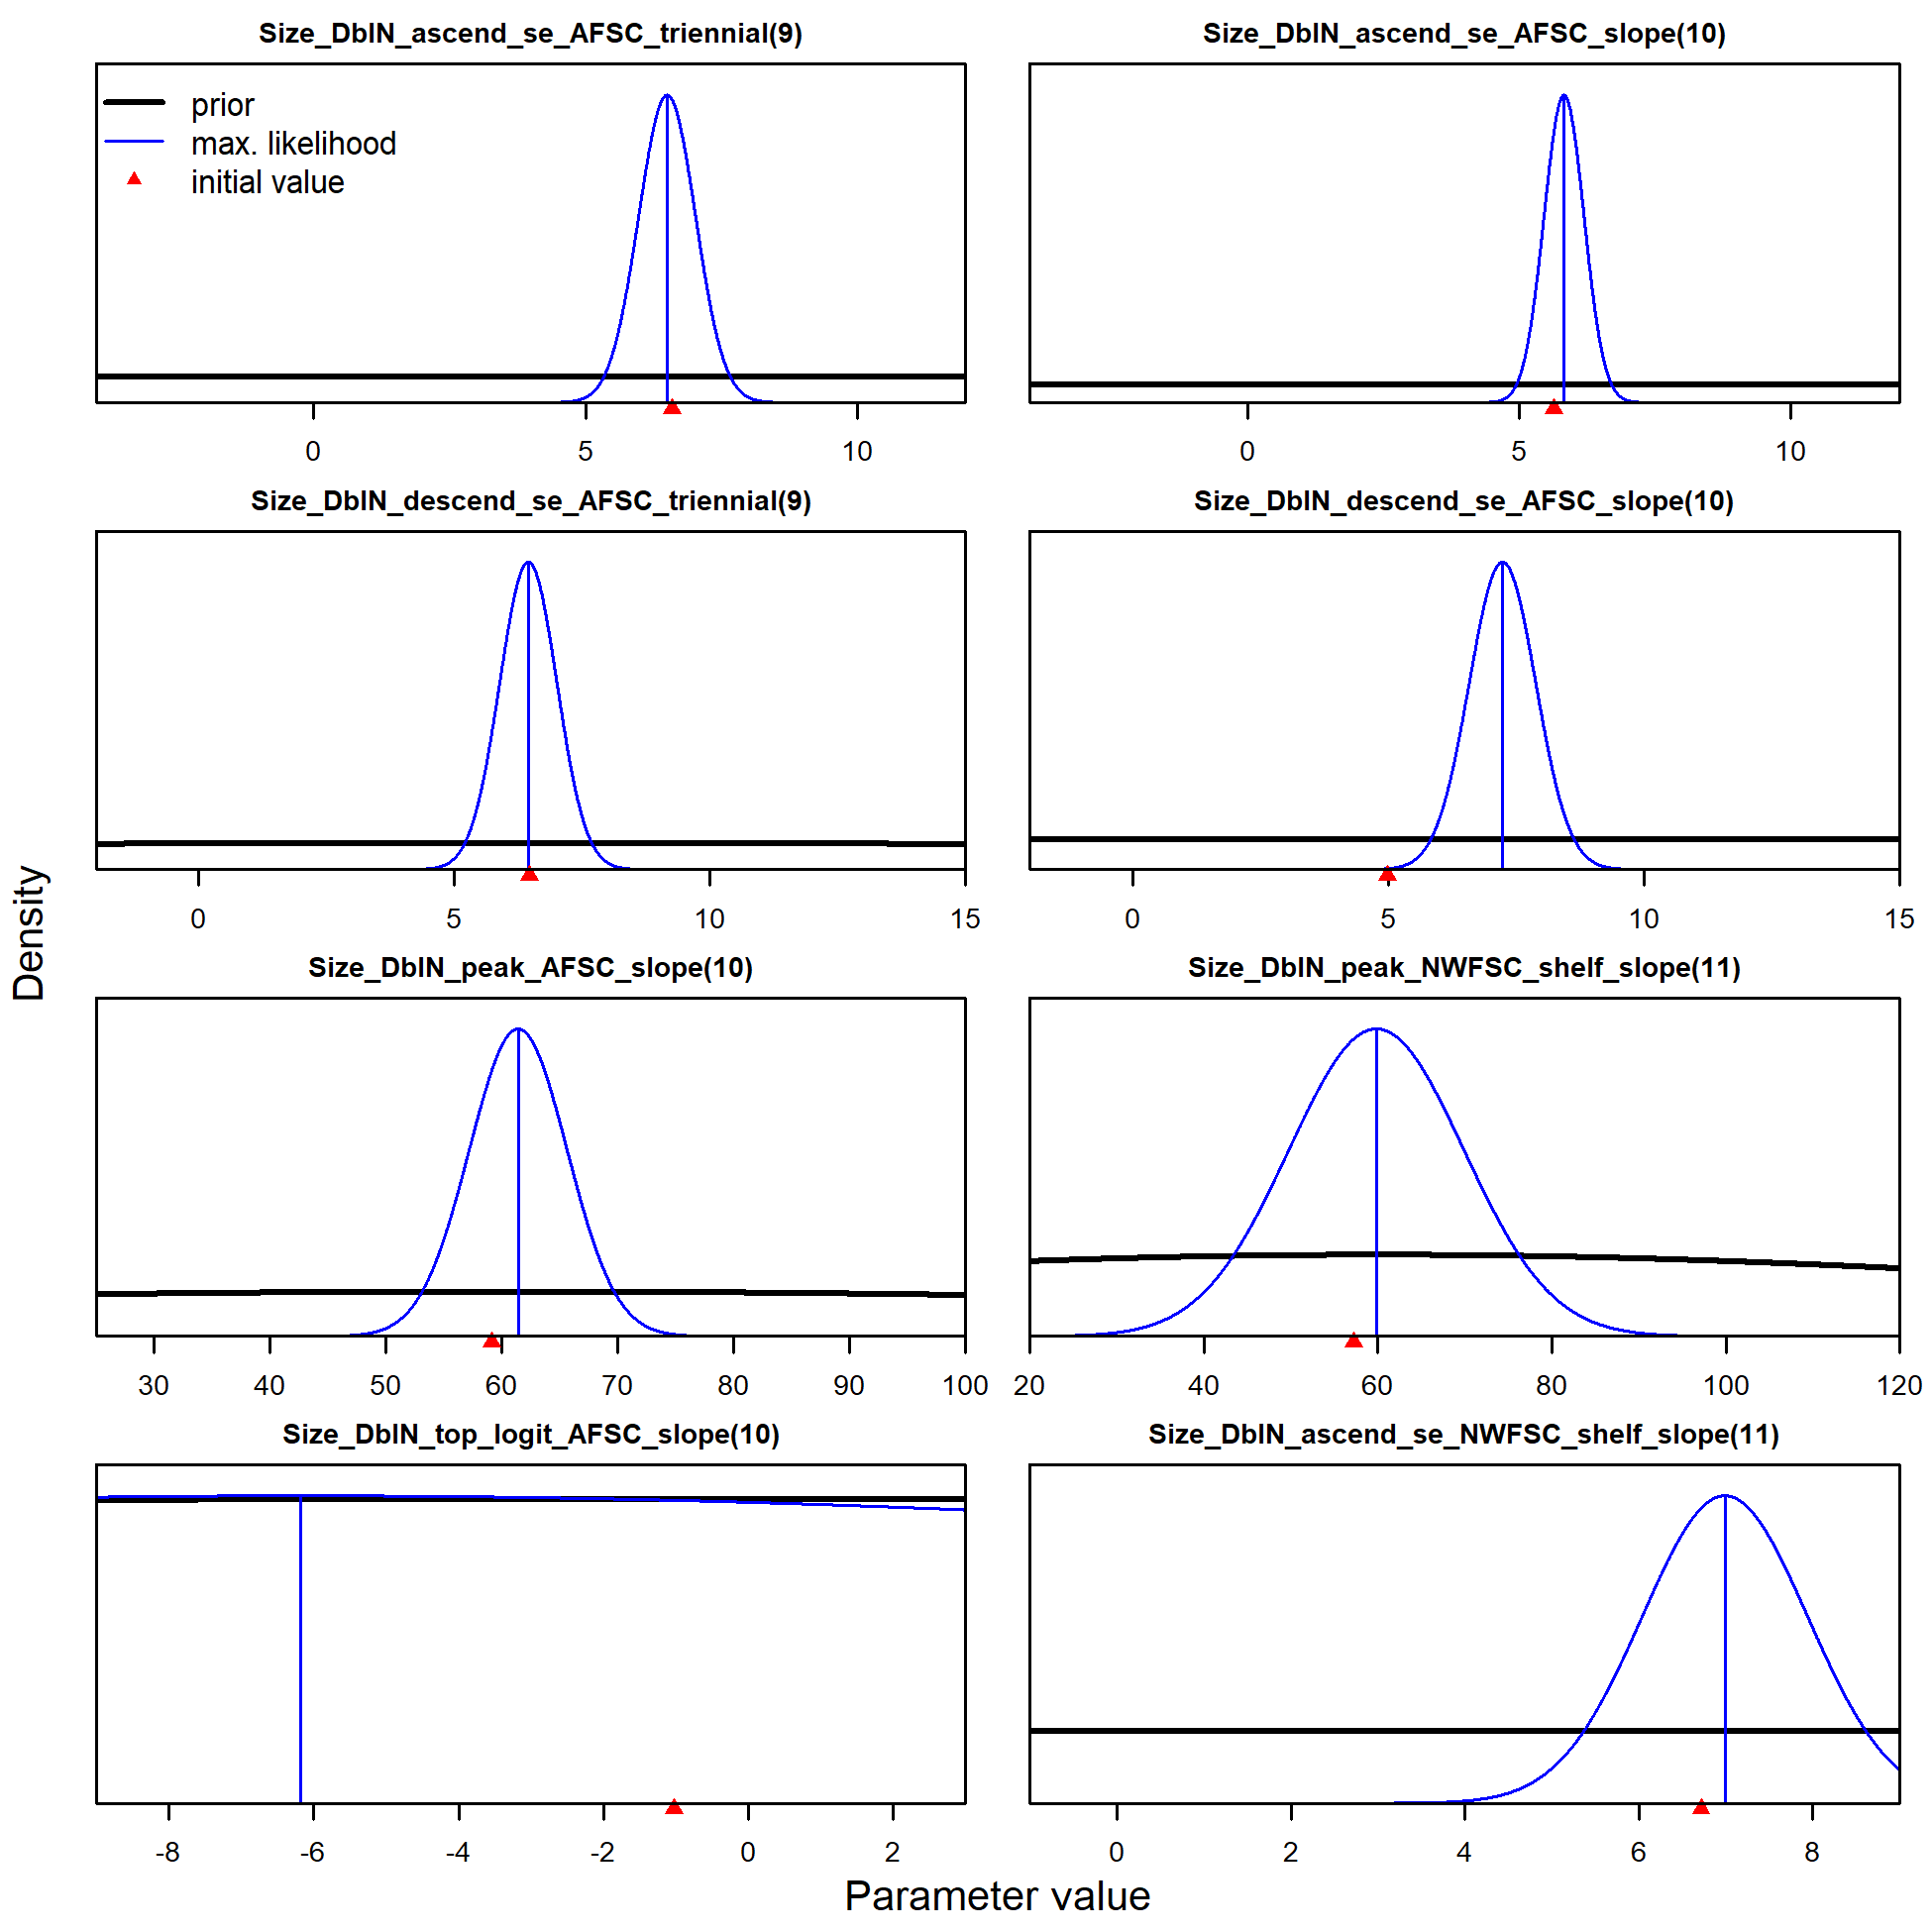 Size_DblN_ascend_se_AFSC_triennial(9)
prior
max. likelihood
initial value
0 5 10
Size_DblN_ascend_se_AFSC_slope(10)
0 5 10
Size_DblN_descend_se_AFSC_triennial(9)
0 5 10 15
Size_DblN_descend_se_AFSC_slope(10)
0 5 10 15
Size_DblN_peak_AFSC_slope(10)
30 40 50 60 70 80 90 100
Size_DblN_peak_NWFSC_shelf_slope(11)
20 40 60 80 100 120
Size_DblN_top_logit_AFSC_slope(10)
-8 -6 -4 -2 0 2
Size_DblN_ascend_se_NWFSC_shelf_slope(11)
0 2 4 6 8
Density
Parameter value